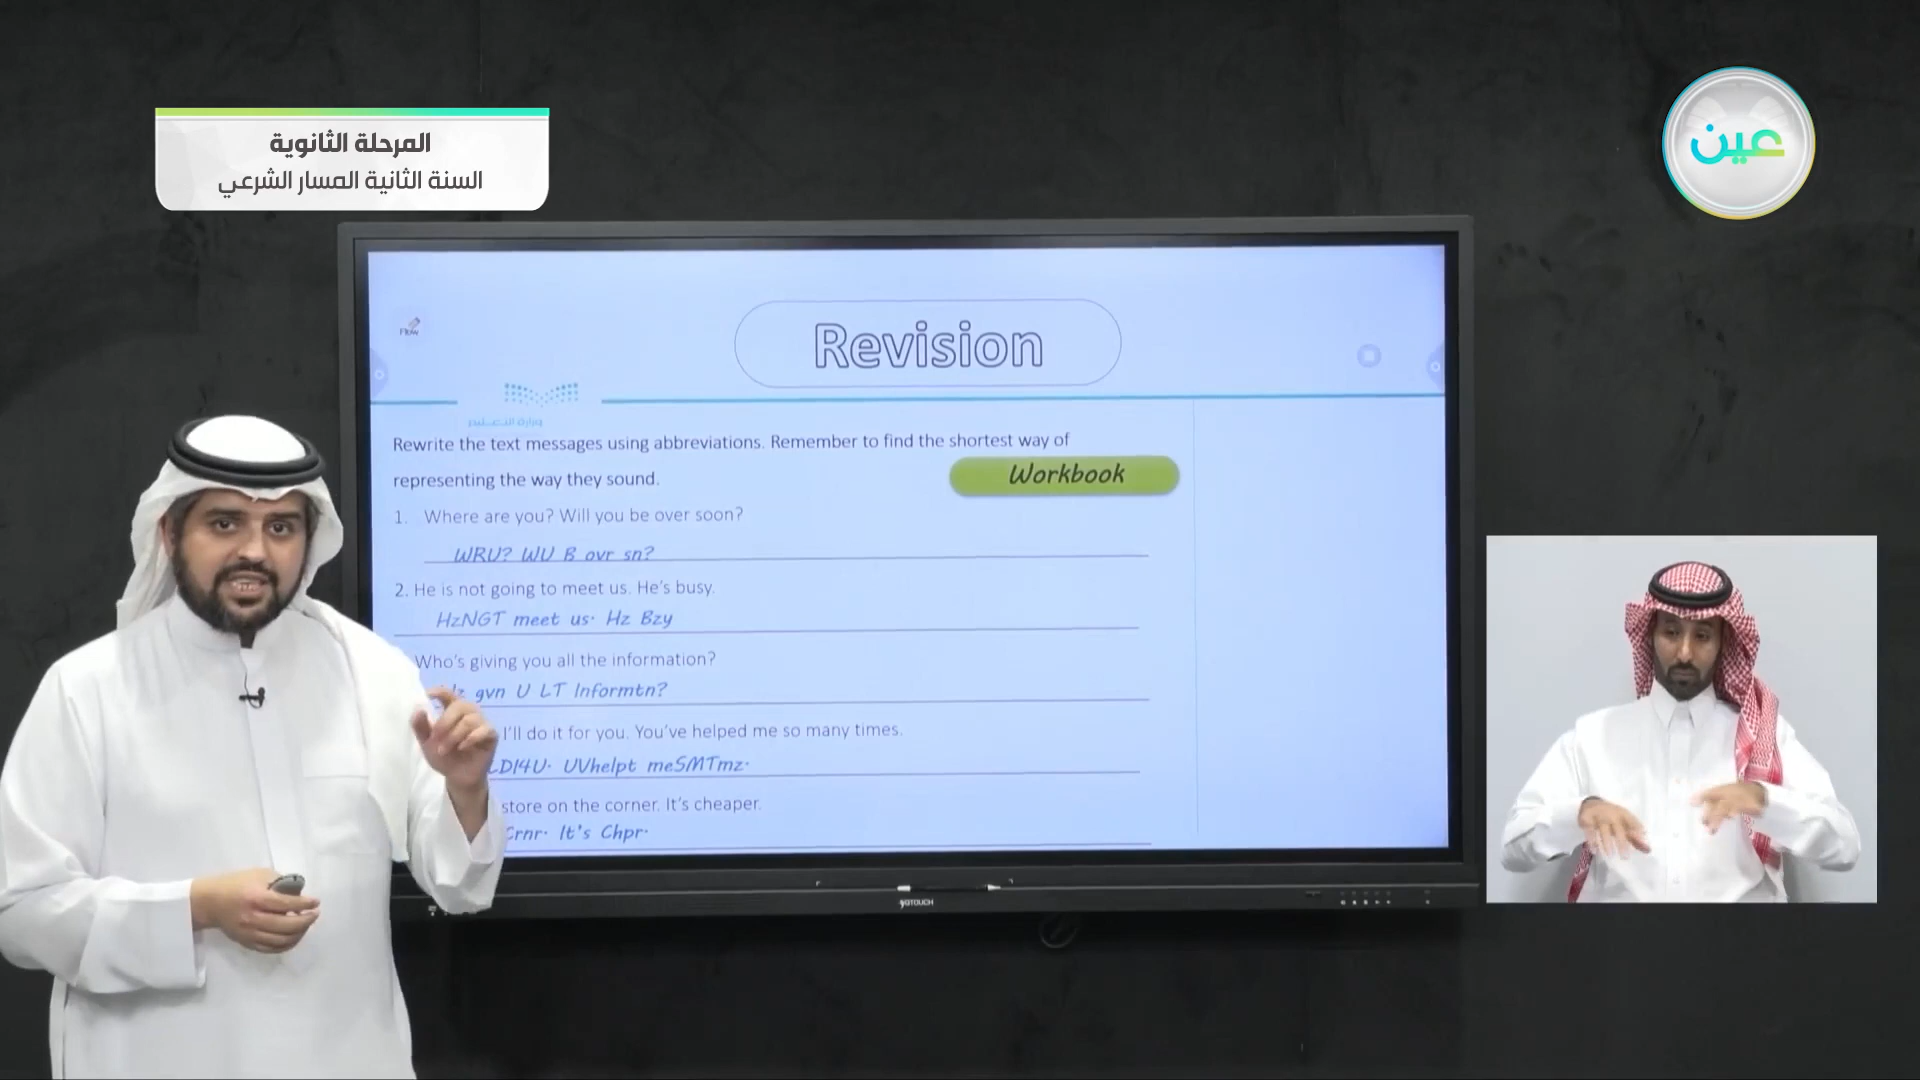 المرحلة الثانوية
السنة الثانية المسار الشرعي
عين
Flow
Revision
وزارة التعليم
Rewrite the text messages using abbreviations. Remember to find the shortest way of
representing the way they sound.
Workbook
1. Where are you? Will you be over soon?
WRU? WU B ovr sn?
2. He is not going to meet us. He's busy.
HzNGT meet us. Hz Bzy
Who's giving you all the information?
gvn U LT Informtn?
I'll do it for you. You've helped me so many times.
LDI4U. UVhelpt meSMTmz.
store on the corner. It's cheaper.
Crnr. It's Chpr.